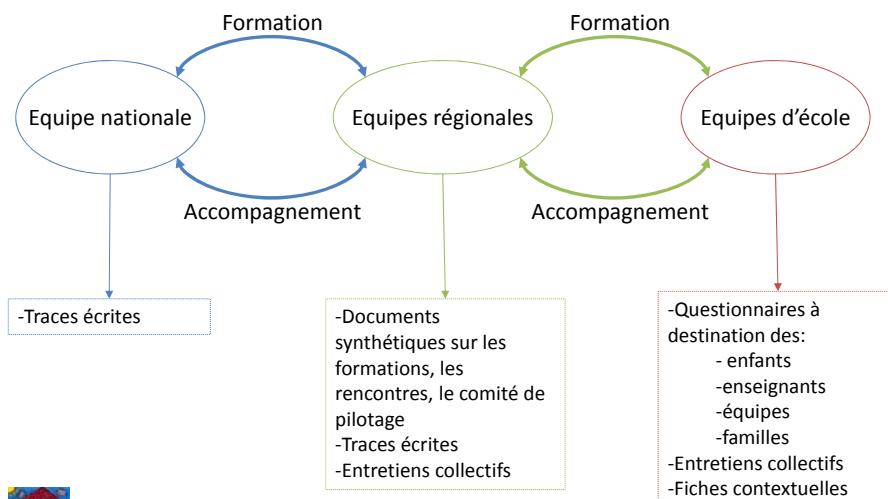 Formation
Formation
Equipe nationale
Equipes régionales
Equipes d'école
Accompagnement
Accompagnement
-Traces écrites
-Documents
synthétiques sur les
formations, les
rencontres, le comité de
pilotage
-Traces écrites
-Entretiens collectifs
-Questionnaires à
destination des:
- enfants
-enseignants
-équipes
-familles
-Entretiens collectifs
-Fiches contextuelles